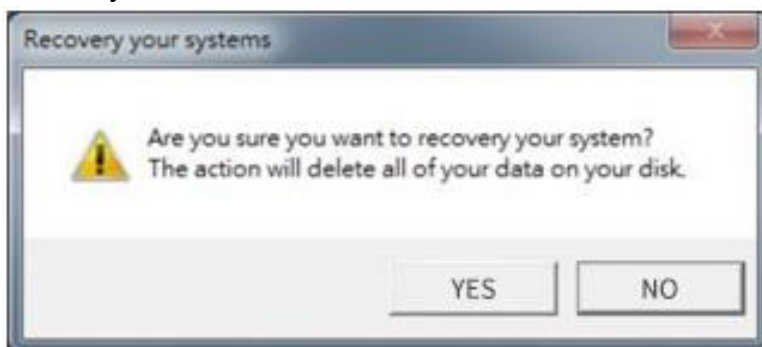 Recovery your systems
Are you sure you want to recovery your system?
The action will delete all of your data on your disk.
YES
NO